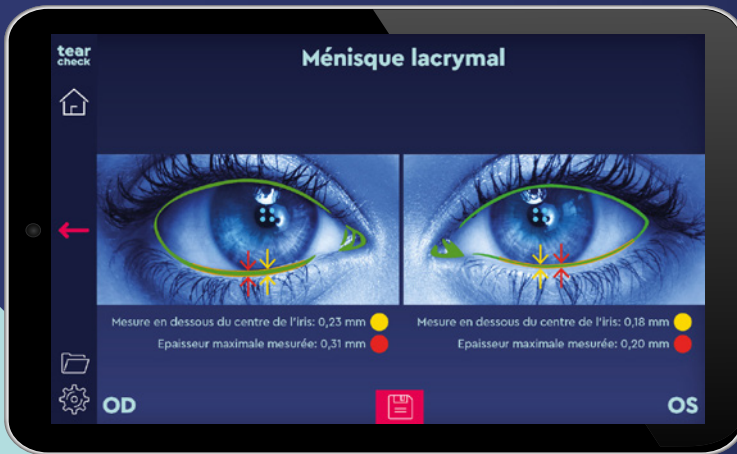 tear
check
Ménisque lacrymal
Mesure en dessous du centre de l'iris: 0,23 mm
Epaisseur maximale mesurée: 0,31 mm
Mesure en dessous du centre de l'iris: 0,18 mm
Epaisseur maximale mesurée: 0,20 mm
OD
OS